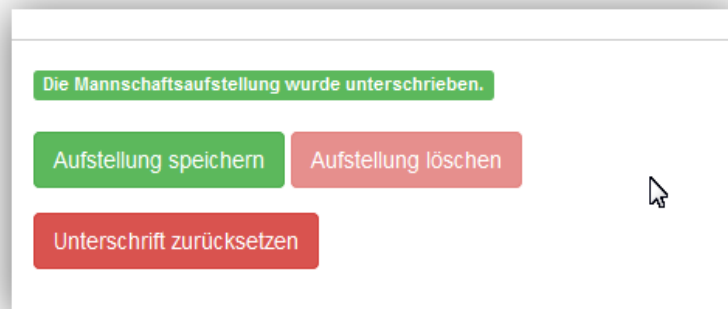 Die Mannschaftsaufstellung wurde unterschrieben.
Aufstellung speichern Aufstellung löschen
Unterschrift zurücksetzen